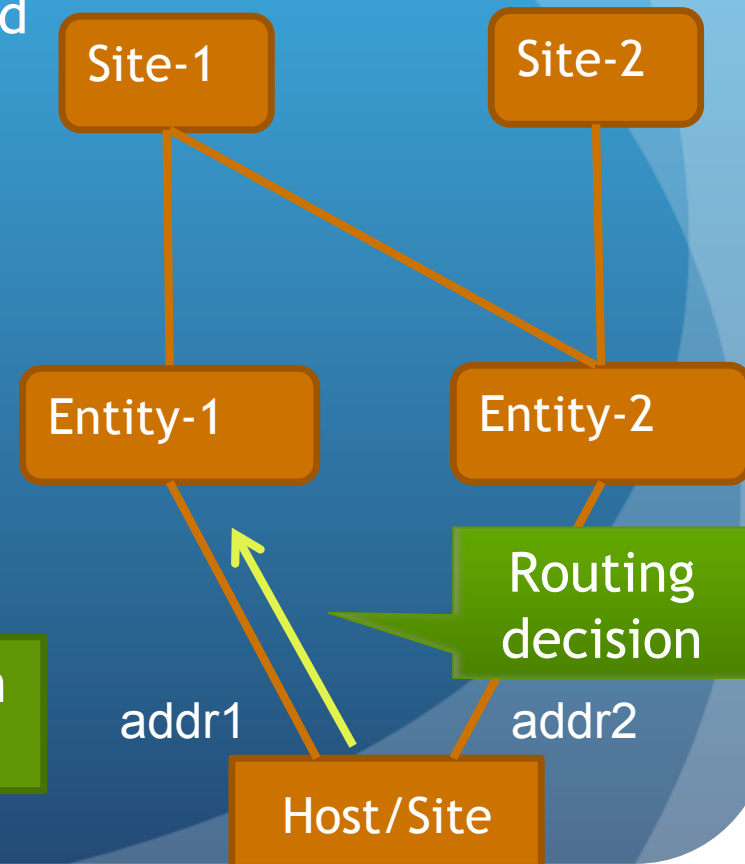 d
Site-1
Site-2
Entity-1
Entity-2
Routing
decision
n
addr1
addr2
Host/Site